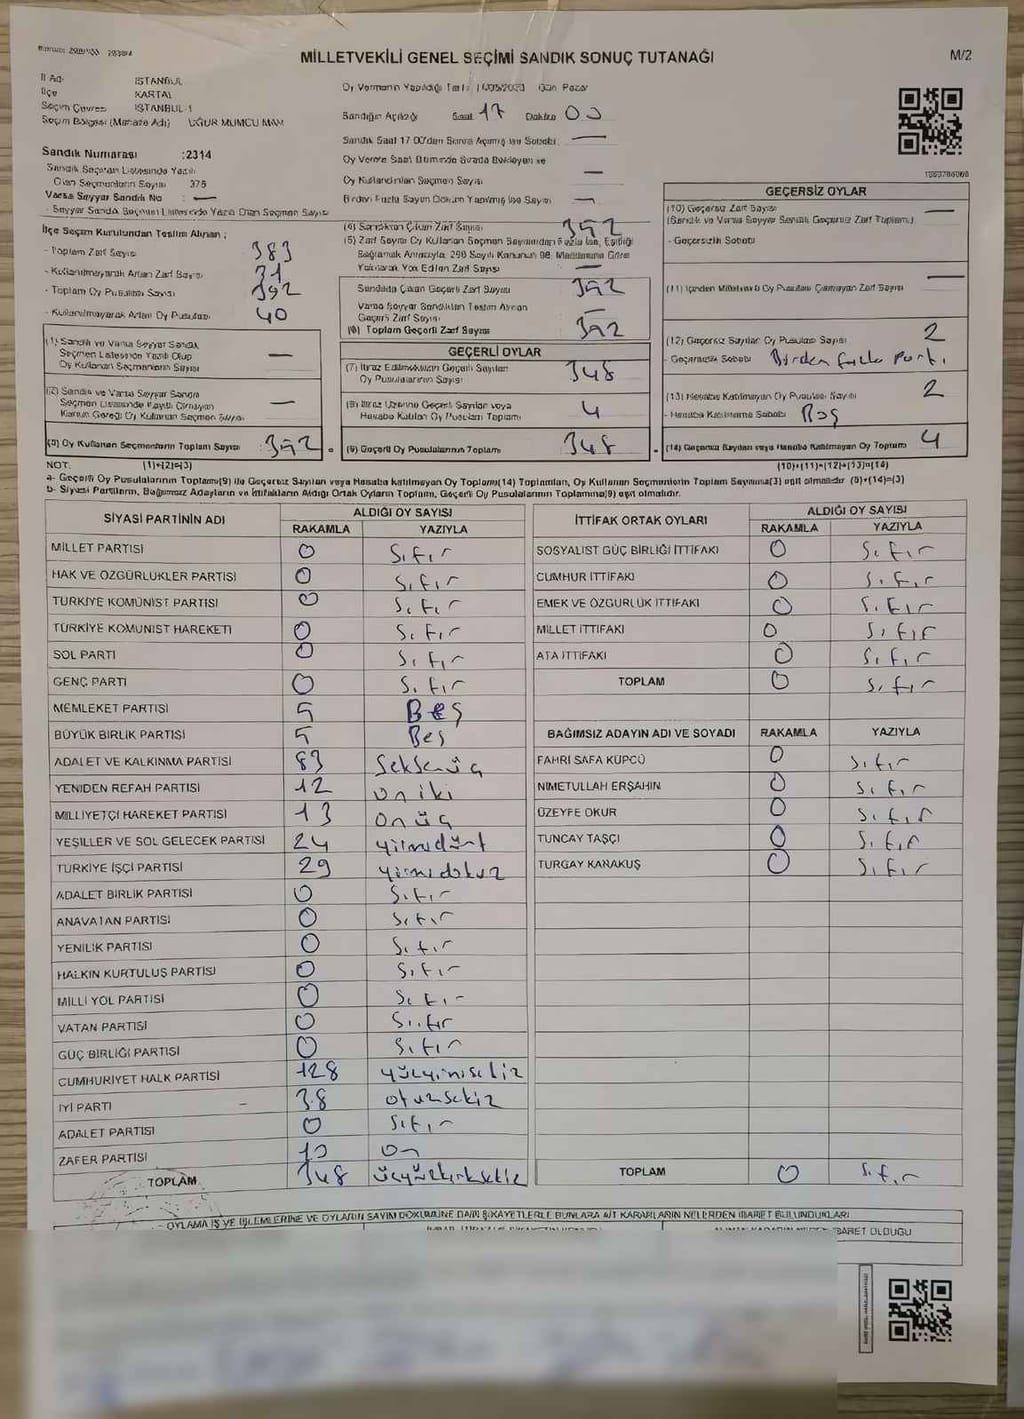 MİLLETVEKİLİ GENEL SEÇİMİ SANDIK SONUÇ TUTANAĞI
M/2
İl Adı İSTANBUL
İlçe KARTAL
Seçim Çevresi İSTANBUL-1
Seçim Bölgesi (Mahalle Adı) UĞUR MUMCU MAH
Sandık Numarası :2314
Sandık Seçmen Listesinde Yazılı
Olan Seçmenlerin Sayısı 375
Varsa Seyyar Sandık No : —
- Seyyar Sandık Seçmen Listesinde Yazılı Olan Seçmen Sayısı
Oy Vermenin Yapıldığı Tarih Gün Pazar
Sandığın Açıldığı Saat 17 Dakika 00
Sandık Saat 17 00'den Sonra Açılmış ise Sebebi —
Oy Verme Saati Bitiminde Sırada Bekleyen ve
Oy Kullandırılan Seçmen Sayısı —
Birden Fazla Sayım Döküm Yapılmış ise Sayısı —
İlçe Seçim Kurulundan Teslim Alınan ;
- Toplam Zarf Sayısı 383
- Kullanılmayarak Artan Zarf Sayısı 31
- Toplam Oy Pusulası Sayısı 392
- Kullanılmayarak Artan Oy Pusulası 40
(1) Sandık ve Varsa Seyyar Sandık
Seçmen Listesinde Yazılı Olup
Oy Kullanan Seçmenlerin Sayısı —
(2) Sandık ve Varsa Seyyar Sandık
Seçmen Listesinde Kayıtlı Olmayan
Kanun Gereği Oy Kullanan Seçmen Sayısı —
(3) Oy Kullanan Seçmenlerin Toplam Sayısı 352
(4) Sandıktan Çıkan Zarf Sayısı 352
(5) Zarf Sayısı Oy Kullanan Seçmen Sayısından Fazla ise, Eşitliği
Sağlamak Amacıyla, 298 Sayılı Kanunun 98. Maddesine Göre
Yakılarak Yok Edilen Zarf Sayısı —
Sandıkta Çıkan Geçerli Zarf Sayısı 352
Varsa Seyyar Sandıktan Teslim Alınan
Geçerli Zarf Sayısı
(6) Toplam Geçerli Zarf Sayısı 352
GEÇERLİ OYLAR
(7) İtiraz Edilmeksizin Geçerli Sayılan
Oy Pusulalarının Sayısı 348
(8) İtiraz Üzerine Geçerli Sayılan veya
Hesaba Katılan Oy Pusulası Toplamı 4
(9) Geçerli Oy Pusulalarının Toplamı 348
GEÇERSİZ OYLAR
(10) Geçersiz Zarf Sayısı
(Sandık ve Varsa Seyyar Sandık Geçersiz Zarf Toplamı) —
- Geçersizlik Sebebi
(11) İçinden Milletvekili Oy Pusulası Çıkmayan Zarf Sayısı —
(12) Geçersiz Sayılan Oy Pusulası Sayısı 2
- Geçersizlik Sebebi Birden fazla parti
(13) Hesaba Katılmayan Oy Pusulası Sayısı 2
- Hesaba Katılmama Sebebi Boş
(14) Geçersiz Sayılan veya Hesaba Katılmayan Oy Toplamı 4
NOT: (1)+(2)=(3) (10)+(11)+(12)+(13)=(14)
a- Geçerli Oy Pusulalarının Toplamı(9) ile Geçersiz Sayılan veya Hesaba katılmayan Oy Toplamı(14) Toplamları, Oy Kullanan Seçmenlerin Toplam Sayısına(3) eşit olmalıdır (9)+(14)=(3)
b- Siyasi Partilerin, Bağımsız Adayların ve İttifakların Aldığı Ortak Oyların Toplamı, Geçerli Oy Pusulalarının Toplamına(9) eşit olmalıdır.
SİYASİ PARTİNİN ADI ALDIĞI OY SAYISI
RAKAMLA YAZIYLA
MİLLET PARTİSİ 0 Sıfır
HAK VE ÖZGÜRLÜKLER PARTİSİ 0 Sıfır
TÜRKİYE KOMÜNİST PARTİSİ 0 Sıfır
TÜRKİYE KOMÜNİST HAREKETİ 0 Sıfır
SOL PARTİ 0 Sıfır
GENÇ PARTİ 0 Sıfır
MEMLEKET PARTİSİ 5 Beş
BÜYÜK BİRLİK PARTİSİ 5 Beş
ADALET VE KALKINMA PARTİSİ 83 Seksenüç
YENİDEN REFAH PARTİSİ 12 oniki
MİLLİYETÇİ HAREKET PARTİSİ 13 onüç
YEŞİLLER VE SOL GELECEK PARTİSİ 24 yirmidört
TÜRKİYE İŞÇİ PARTİSİ 29 yirmidokuz
ADALET BİRLİK PARTİSİ 0 Sıfır
ANAVATAN PARTİSİ 0 Sıfır
YENİLİK PARTİSİ 0 Sıfır
HALKIN KURTULUŞ PARTİSİ 0 Sıfır
MİLLİ YOL PARTİSİ 0 Sıfır
VATAN PARTİSİ 0 Sıfır
GÜÇ BİRLİĞİ PARTİSİ 0 Sıfır
CUMHURİYET HALK PARTİSİ 128 yüzyirmisekiz
İYİ PARTİ 38 otuzsekiz
ADALET PARTİSİ 0 Sıfır
ZAFER PARTİSİ 10 On
TOPLAM 348 üçyüzkırksekiz
İTTİFAK ORTAK OYLARI ALDIĞI OY SAYISI
RAKAMLA YAZIYLA
SOSYALİST GÜÇ BİRLİĞİ İTTİFAKI 0 Sıfır
CUMHUR İTTİFAKI 0 Sıfır
EMEK VE ÖZGÜRLÜK İTTİFAKI 0 Sıfır
MİLLET İTTİFAKI 0 Sıfır
ATA İTTİFAKI 0 Sıfır
TOPLAM 0 Sıfır
BAĞIMSIZ ADAYIN ADI VE SOYADI RAKAMLA YAZIYLA
FAHRİ SAFA KÜPCÜ 0 Sıfır
NİMETULLAH ERŞAHİN 0 Sıfır
ÜZEYFE OKUR 0 Sıfır
TUNCAY TAŞÇI 0 Sıfır
TURGAY KARAKUŞ 0 Sıfır
TOPLAM 0 Sıfır
OYLAMA İŞ VE İŞLEMLERİNE VE OYLARIN SAYIM DÖKÜMÜNE DAİR ŞİKAYETLERLE BUNLARA AİT KARARLARIN NELERDEN İBARET BULUNDUKLARI
İBARET OLDUĞU